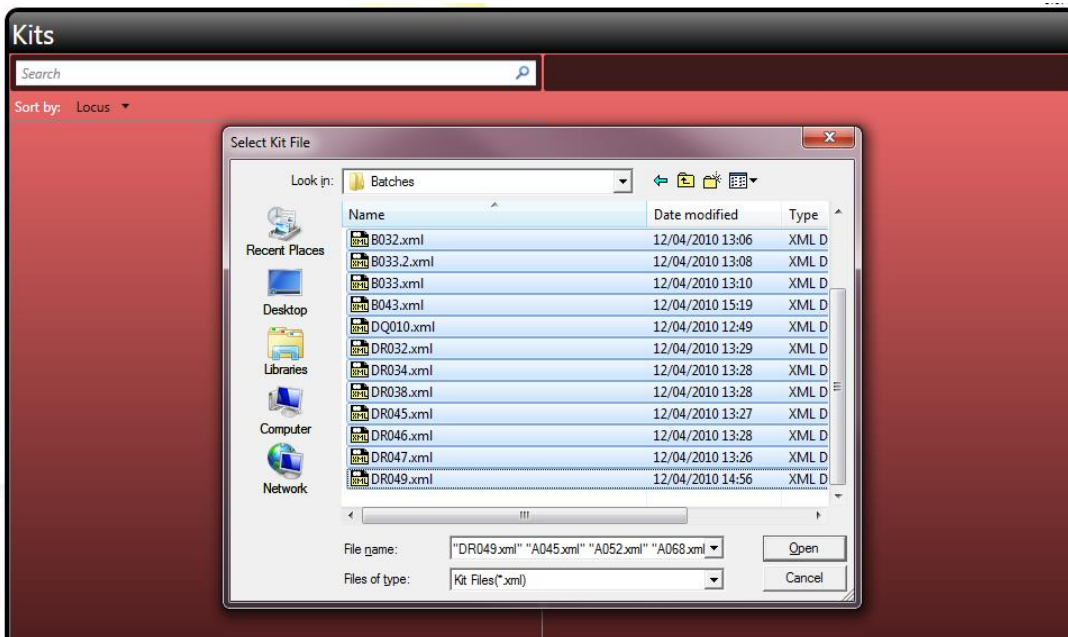 Kits
Search
Sort by: Locus
Select Kit File
Look in: Batches
Name Date modified Type
B032.xml 12/04/2010 13:06 XML D
B033.2.xml 12/04/2010 13:08 XML D
B033.xml 12/04/2010 13:10 XML D
B043.xml 12/04/2010 15:19 XML D
DQ010.xml 12/04/2010 12:49 XML D
DR032.xml 12/04/2010 13:29 XML D
DR034.xml 12/04/2010 13:28 XML D
DR038.xml 12/04/2010 13:28 XML D
DR045.xml 12/04/2010 13:27 XML D
DR046.xml 12/04/2010 13:28 XML D
DR047.xml 12/04/2010 13:26 XML D
DR049.xml 12/04/2010 14:56 XML D
Recent Places
Desktop
Libraries
Computer
Network
File name: "DR049.xml" "A045.xml" "A052.xml" "A068.xml Open
Files of type: Kit Files(*.xml) Cancel